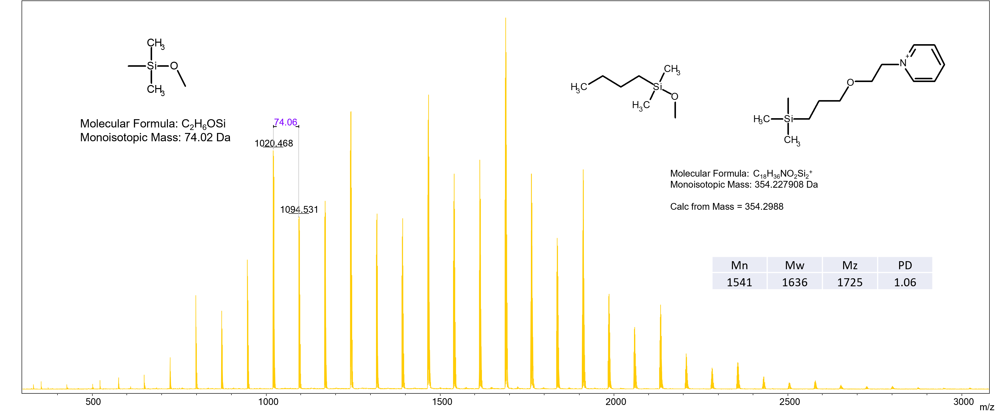 CH₃
Si
O
CH₃
Molecular Formula: C₂H₆OSi
Monoisotopic Mass: 74.02 Da
74.06
1020.468
1094.531
CH₃
H₃C
Si
O
H₃C
N⁺
O
H₃C
Si
CH₃
Molecular Formula: C₁₈H₃₆NO₂Si₂⁺
Monoisotopic Mass: 354.227908 Da
Calc from Mass = 354.2988
Mn Mw Mz PD
1541 1636 1725 1.06
500 1000 1500 2000 2500 3000
m/z